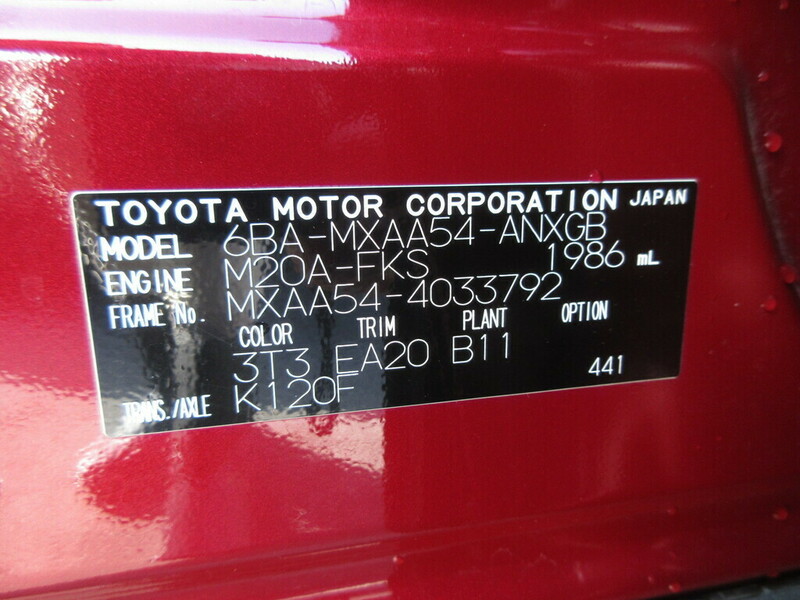 TOYOTA MOTOR CORPORATION JAPAN
MODEL 6BA-MXAA54-ANXGB
ENGINE M20A-FKS 1986 mL
FRAME No. MXAA54-4033792
COLOR TRIM PLANT OPTION
3T3 EA20 B11 441
TRANS./AXLE K120F